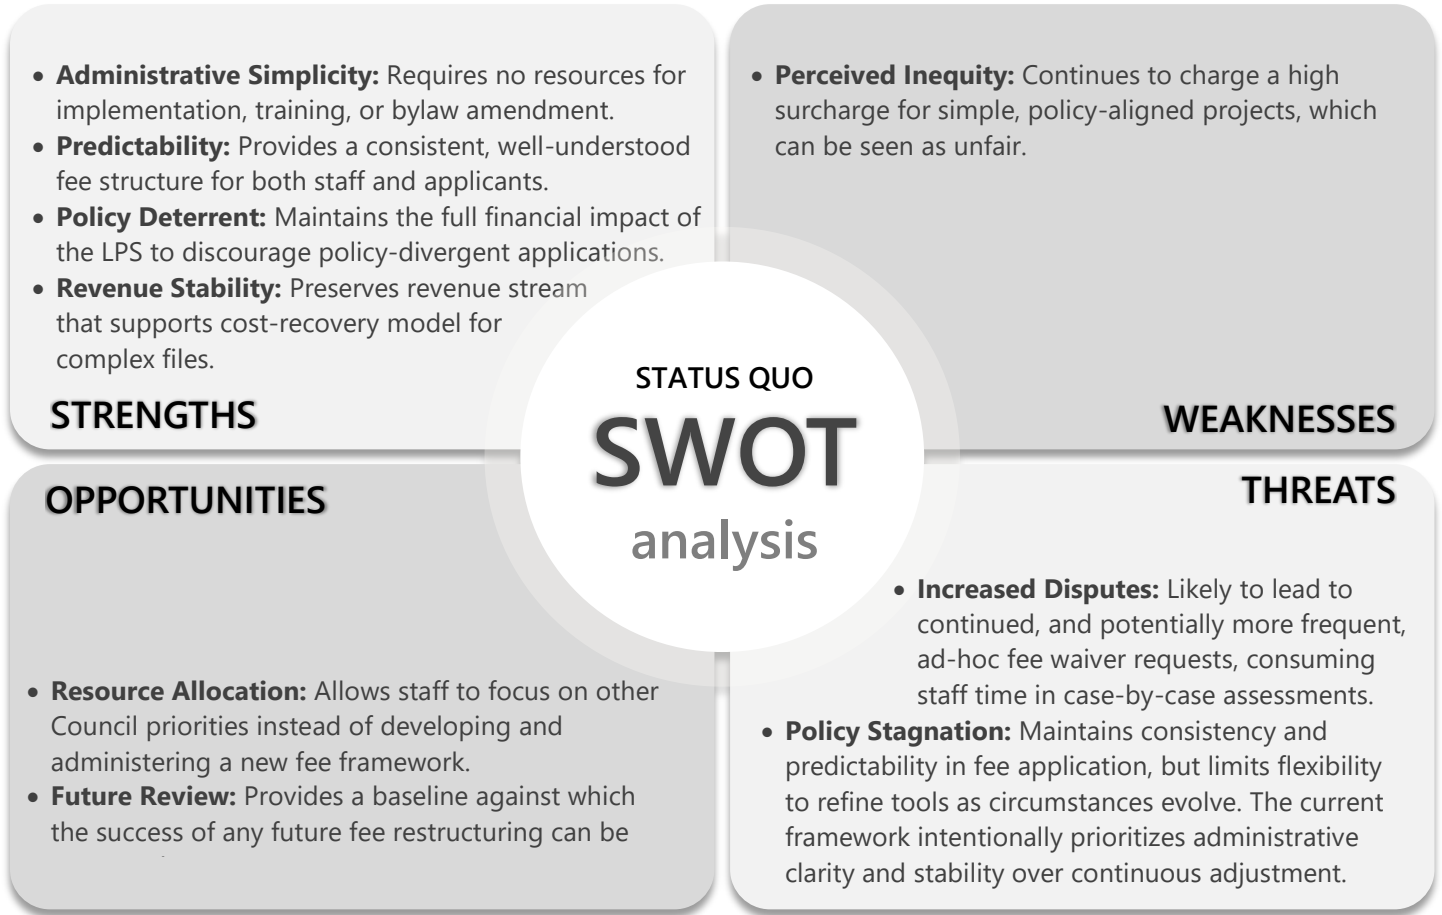 • Administrative Simplicity: Requires no resources for
implementation, training, or bylaw amendment.
• Predictability: Provides a consistent, well-understood
fee structure for both staff and applicants.
• Policy Deterrent: Maintains the full financial impact of
the LPS to discourage policy-divergent applications.
• Revenue Stability: Preserves revenue stream
that supports cost-recovery model for
complex files.
STRENGTHS
• Perceived Inequity: Continues to charge a high
surcharge for simple, policy-aligned projects, which
can be seen as unfair.
WEAKNESSES
STATUS QUO
SWOT
analysis
OPPORTUNITIES
• Resource Allocation: Allows staff to focus on other
Council priorities instead of developing and
administering a new fee framework.
• Future Review: Provides a baseline against which
the success of any future fee restructuring can be
THREATS
• Increased Disputes: Likely to lead to
continued, and potentially more frequent,
ad-hoc fee waiver requests, consuming
staff time in case-by-case assessments.
• Policy Stagnation: Maintains consistency and
predictability in fee application, but limits flexibility
to refine tools as circumstances evolve. The current
framework intentionally prioritizes administrative
clarity and stability over continuous adjustment.